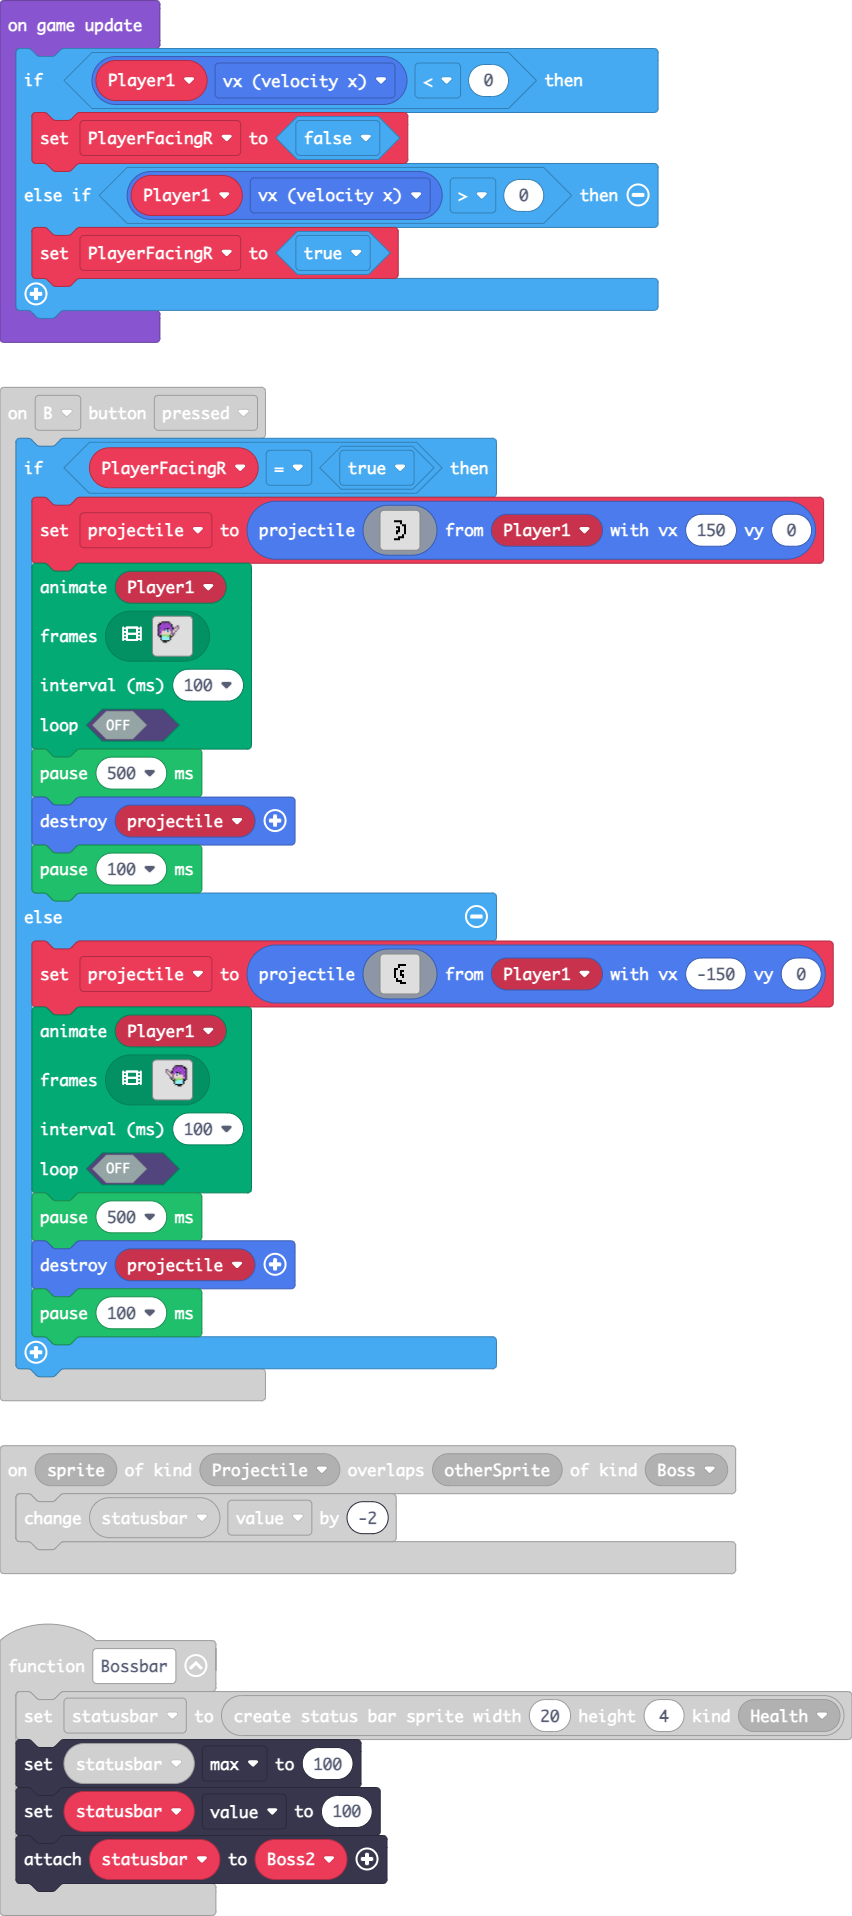 on game update
if Player1 vx (velocity x) < 0 then
set PlayerFacingR to false
else if Player1 vx (velocity x) > 0 then
set PlayerFacingR to true
on B button pressed
if PlayerFacingR = true then
set projectile to projectile from Player1 with vx 150 vy 0
animate Player1
frames
interval (ms) 100
loop OFF
pause 500 ms
destroy projectile
pause 100 ms
else
set projectile to projectile from Player1 with vx -150 vy 0
animate Player1
frames
interval (ms) 100
loop OFF
pause 500 ms
destroy projectile
pause 100 ms
on sprite of kind Projectile overlaps otherSprite of kind Boss
change statusbar value by -2
function Bossbar
set statusbar to create status bar sprite width 20 height 4 kind Health
set statusbar max to 100
set statusbar value to 100
attach statusbar to Boss2